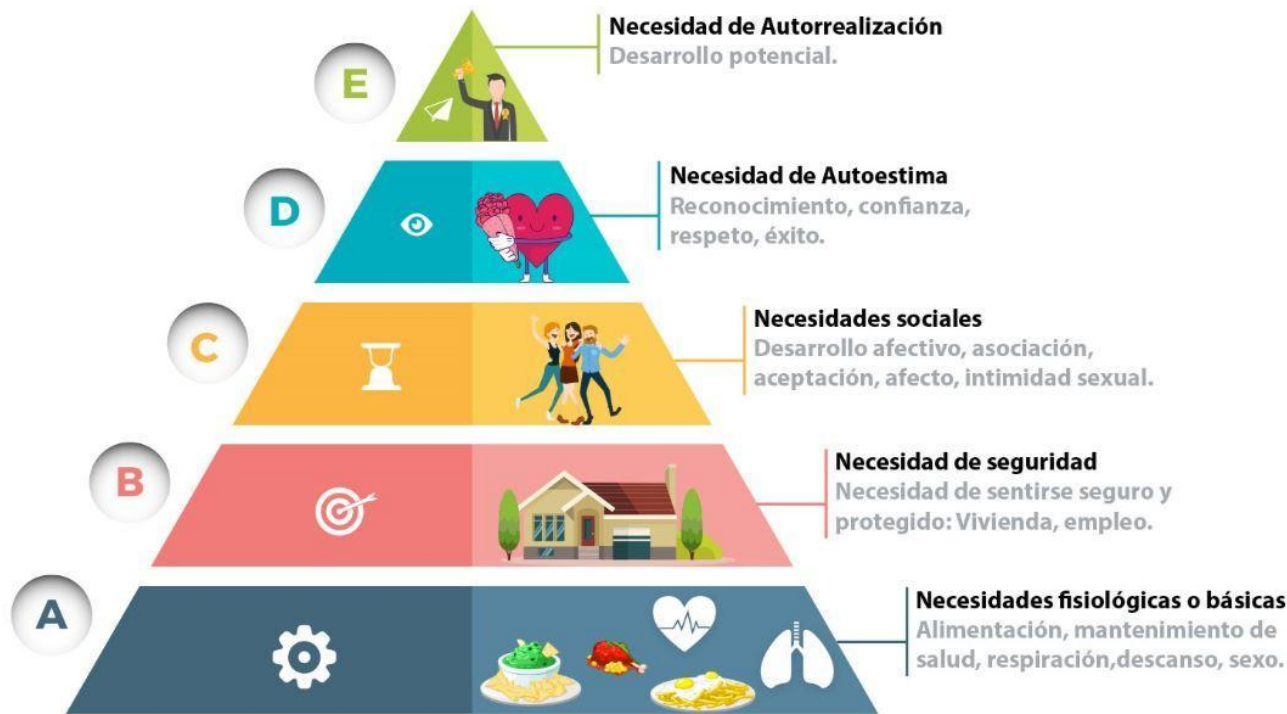 E
Necesidad de Autorrealización
Desarrollo potencial.
D
Necesidad de Autoestima
Reconocimiento, confianza,
respeto, éxito.
C
Necesidades sociales
Desarrollo afectivo, asociación,
aceptación, afecto, intimidad sexual.
B
Necesidad de seguridad
Necesidad de sentirse seguro y
protegido: Vivienda, empleo.
A
Necesidades fisiológicas o básicas
Alimentación, mantenimiento de
salud, respiración,descanso, sexo.